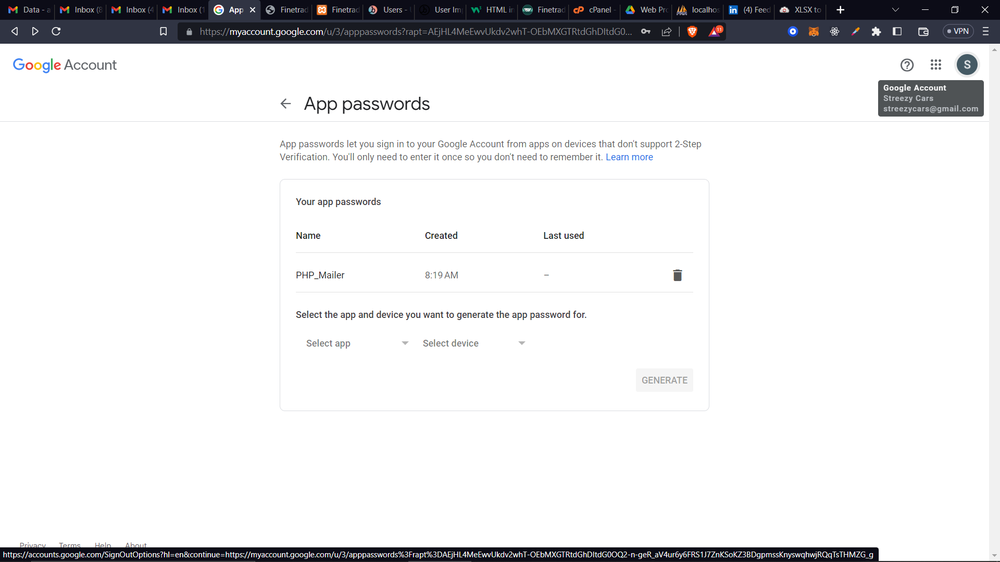 Data - a
Inbox (8
Inbox (4
Inbox (1
App
Finetrad
Finetrad
Users -
User Im
HTML in
Finetrad
cPanel -
Web Pro
localhos
(4) Feed
XLSX to
https://myaccount.google.com/u/3/apppasswords?rapt=AEjHL4MeEwvUkdv2whT-OEbMXGTRtdGhDItdG0...
11
VPN
Google Account
S
Google Account
Streezy Cars
streezycars@gmail.com
App passwords
App passwords let you sign in to your Google Account from apps on devices that don't support 2-Step
Verification. You'll only need to enter it once so you don't need to remember it. Learn more
Your app passwords
Name Created Last used
PHP_Mailer 8:19 AM –
Select the app and device you want to generate the app password for.
Select app Select device
GENERATE
Privacy Terms Help About
https://accounts.google.com/SignOutOptions?hl=en&continue=https://myaccount.google.com/u/3/apppasswords%3Frapt%3DAEjHL4MeEwvUkdv2whT-OEbMXGTRtdGhDItdG0OQ2-n-geR_aV4ur6y6FRS1J7ZnKSoKZ3BDgpmssKnyswqhwjRQqTsTHMZG_g